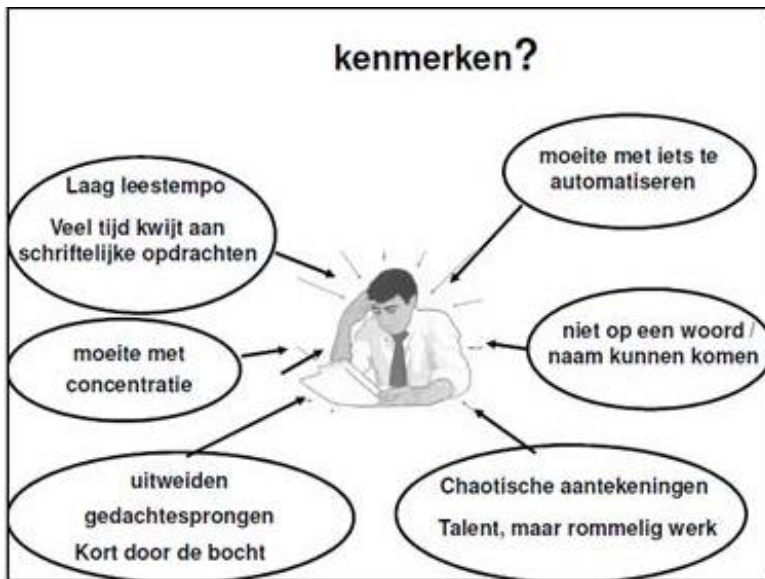 kenmerken?
Laag leestempo
Veel tijd kwijt aan
schriftelijke opdrachten
moeite met iets te
automatiseren
moeite met
concentratie
niet op een woord /
naam kunnen komen
uitweiden
gedachtesprongen
Kort door de bocht
Chaotische aantekeningen
Talent, maar rommelig werk